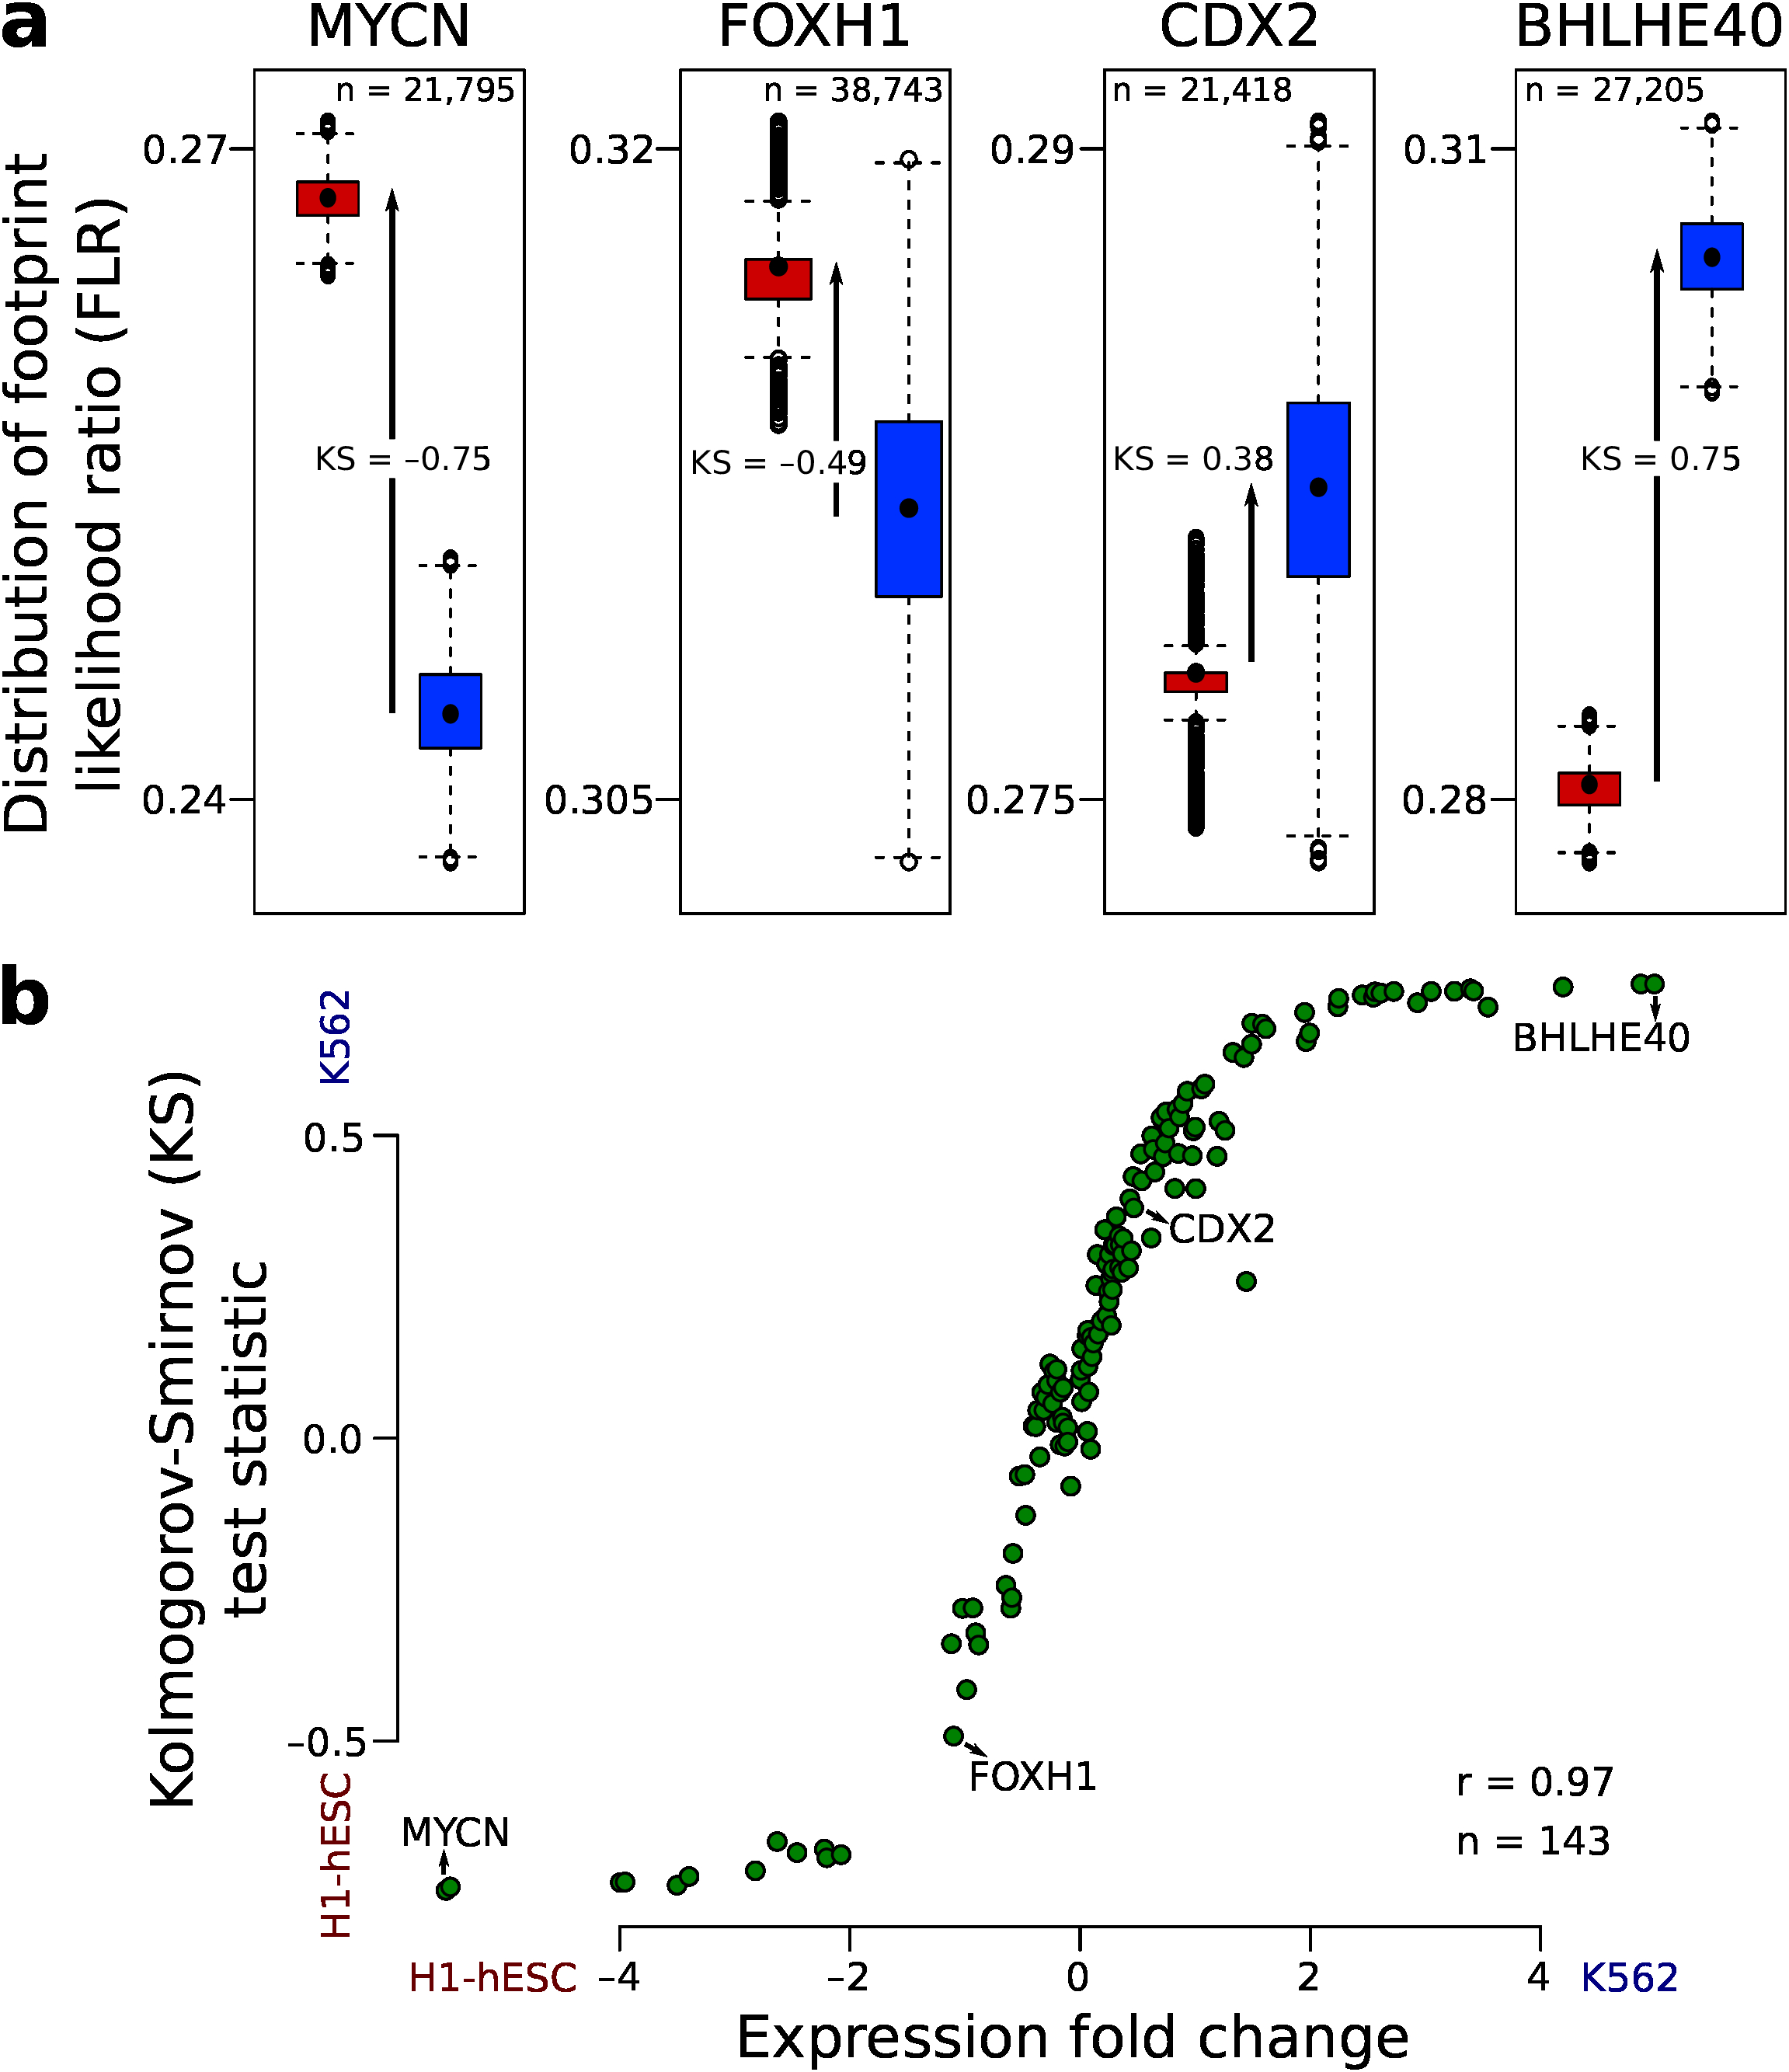 a
MYCN
FOXH1
CDX2
BHLHE40
Distribution of footprint
likelihood ratio (FLR)
n = 21,795
0.27
KS = –0.75
0.24
n = 38,743
0.32
KS = –0.49
0.305
n = 21,418
0.29
KS = 0.38
0.275
n = 27,205
0.31
KS = 0.75
0.28
b
Kolmogorov-Smirnov (KS)
test statistic
K562
0.5
0.0
–0.5
H1-hESC
BHLHE40
CDX2
FOXH1
MYCN
r = 0.97
n = 143
H1-hESC
–4
–2
0
2
4
K562
Expression fold change